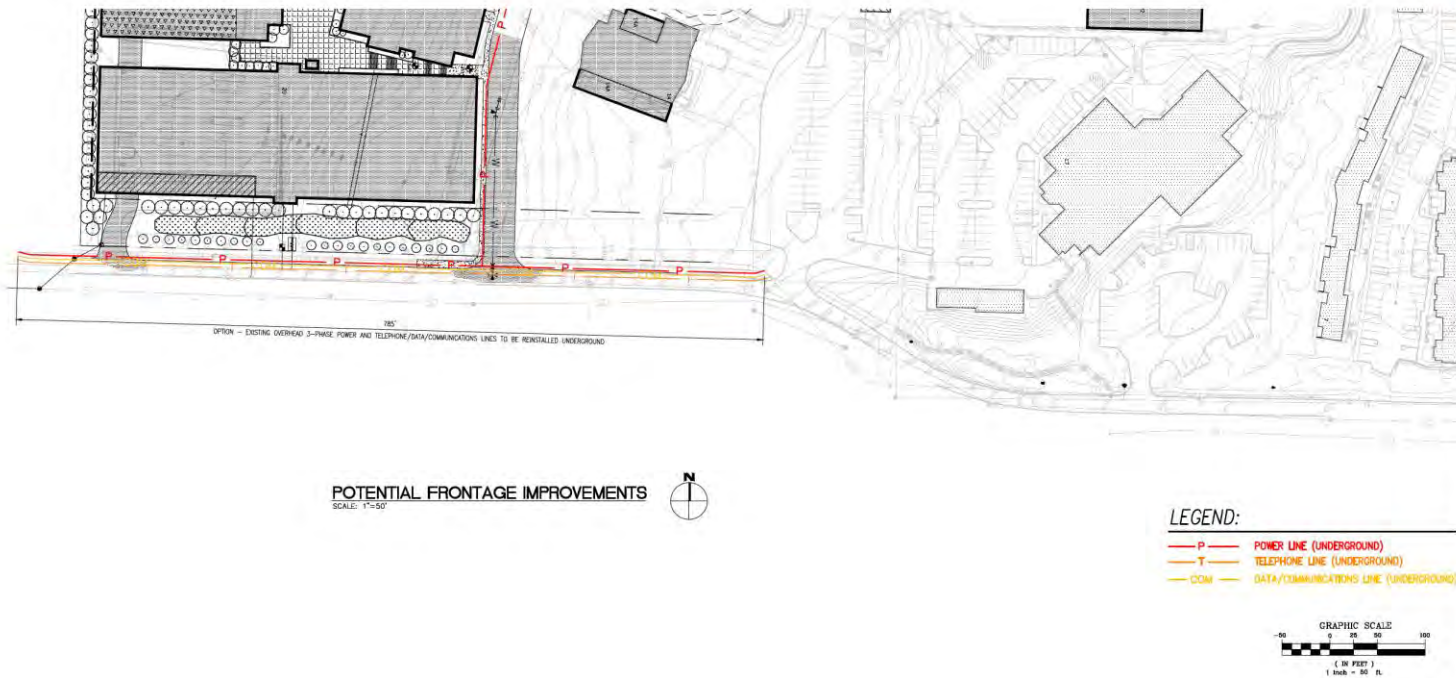 P
P
W
W
P P P P P P
785'
OPTION - EXISTING OVERHEAD 3-PHASE POWER AND TELEPHONE/DATA/COMMUNICATIONS LINES TO BE REINSTALLED UNDERGROUND
POTENTIAL FRONTAGE IMPROVEMENTS
SCALE: 1"=50'
N
LEGEND:
P POWER LINE (UNDERGROUND)
T TELEPHONE LINE (UNDERGROUND)
COM DATA/COMMUNICATIONS LINE (UNDERGROUND)
GRAPHIC SCALE
-50 0 25 50 100
( IN FEET )
1 inch = 50 ft.